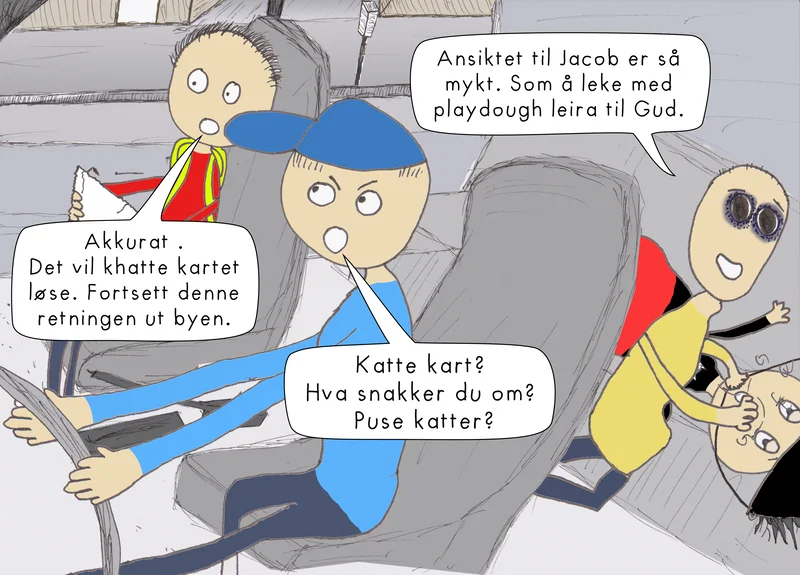 Akkurat .
Det vil khatte kartet
løse. Fortsett denne
retningen ut byen.
Katte kart?
Hva snakker du om?
Puse katter?
Ansiktet til Jacob er så
mykt. Som å leke med
playdough leira til Gud.